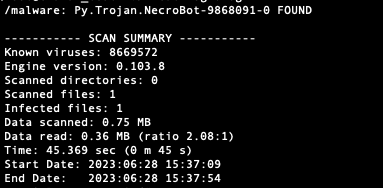 /malware: Py.Trojan.NecroBot-9868091-0 FOUND
----------- SCAN SUMMARY -----------
Known viruses: 8669572
Engine version: 0.103.8
Scanned directories: 0
Scanned files: 1
Infected files: 1
Data scanned: 0.75 MB
Data read: 0.36 MB (ratio 2.08:1)
Time: 45.369 sec (0 m 45 s)
Start Date: 2023:06:28 15:37:09
End Date:   2023:06:28 15:37:54